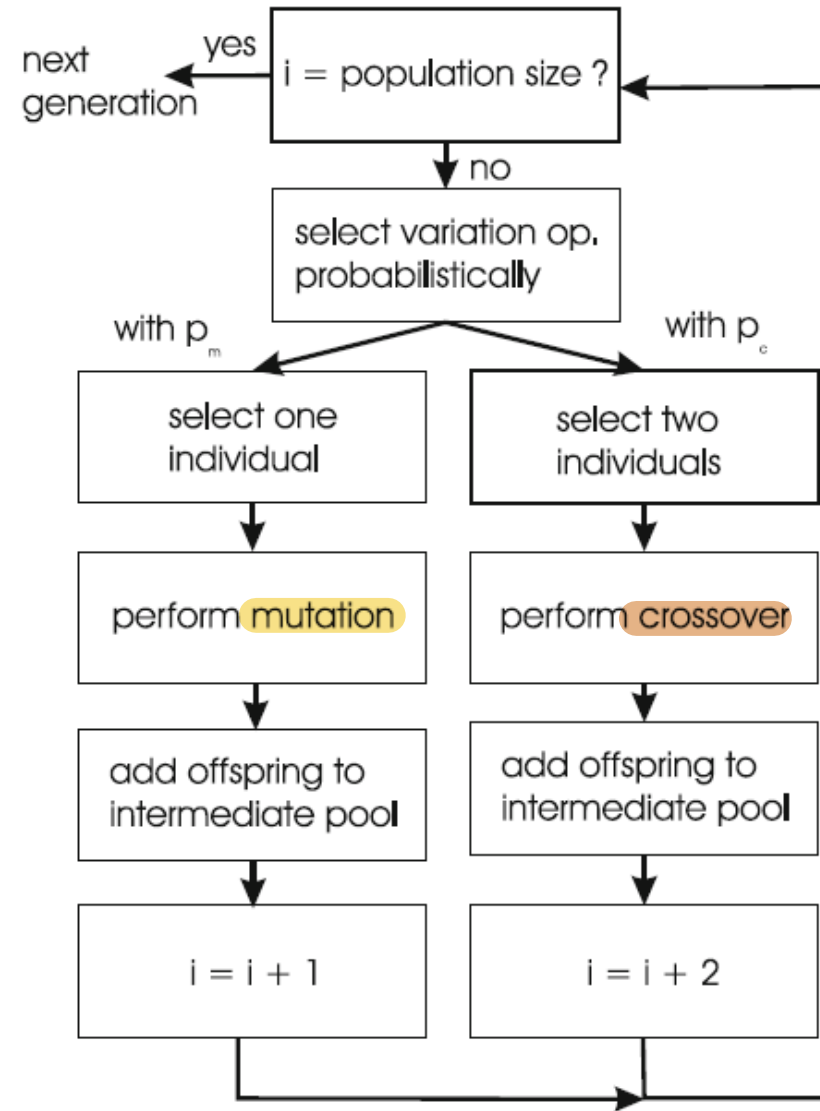 yes
next
generation
i = population size ?
no
select variation op.
probabilistically
with pₘ
with p꜀
select one
individual
select two
individuals
perform mutation
perform crossover
add offspring to
intermediate pool
add offspring to
intermediate pool
i = i + 1
i = i + 2